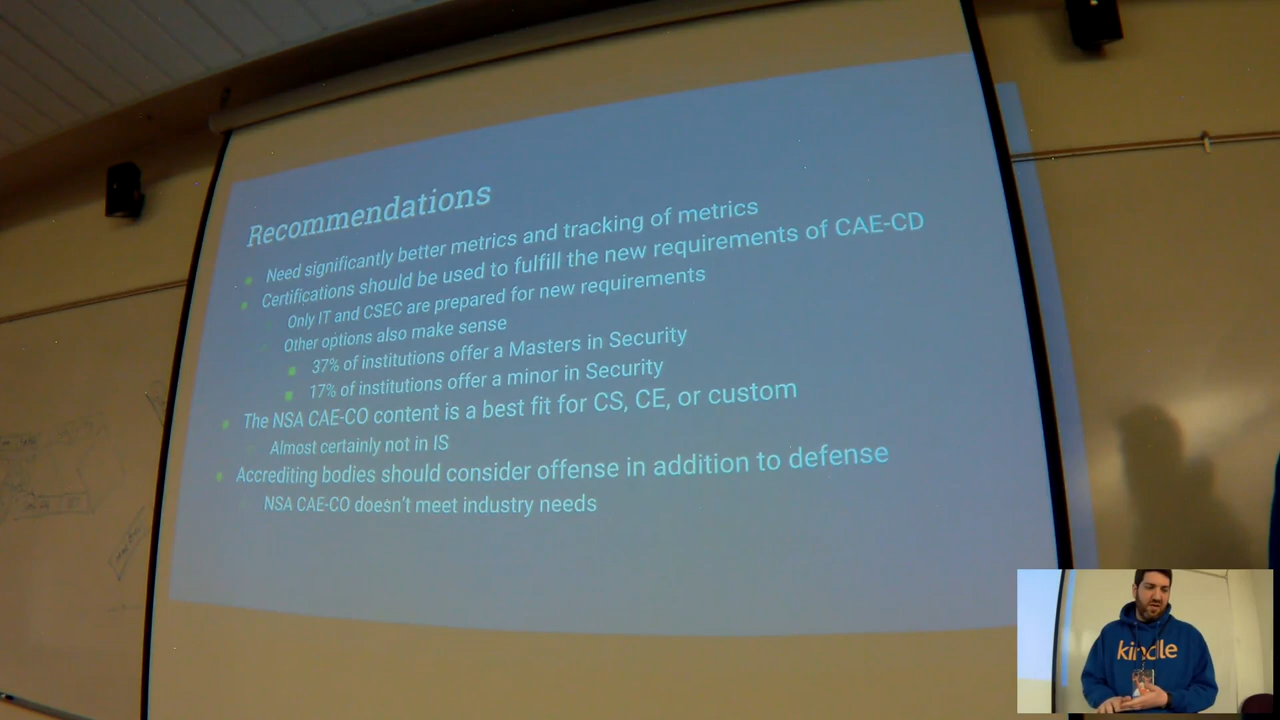 Recommendations
Need significantly better metrics and tracking of metrics
Certifications should be used to fulfill the new requirements of CAE-CD
Only IT and CSEC are prepared for new requirements
Other options also make sense
37% of institutions offer a Masters in Security
17% of institutions offer a minor in Security
The NSA CAE-CO content is a best fit for CS, CE, or custom
Almost certainly not in IS
Accrediting bodies should consider offense in addition to defense
NSA CAE-CO doesn't meet industry needs
kindle